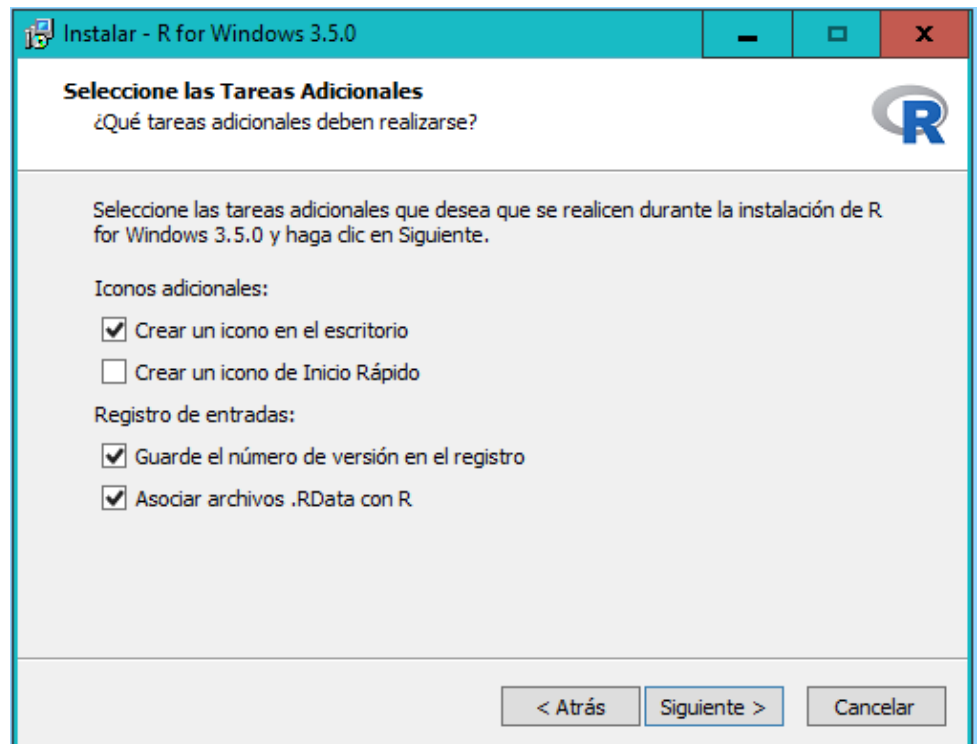 Instalar - R for Windows 3.5.0
Seleccione las Tareas Adicionales
¿Qué tareas adicionales deben realizarse?
R
Seleccione las tareas adicionales que desea que se realicen durante la instalación de R
for Windows 3.5.0 y haga clic en Siguiente.
Iconos adicionales:
Crear un icono en el escritorio
Crear un icono de Inicio Rápido
Registro de entradas:
Guarde el número de versión en el registro
Asociar archivos .RData con R
< Atrás
Siguiente >
Cancelar